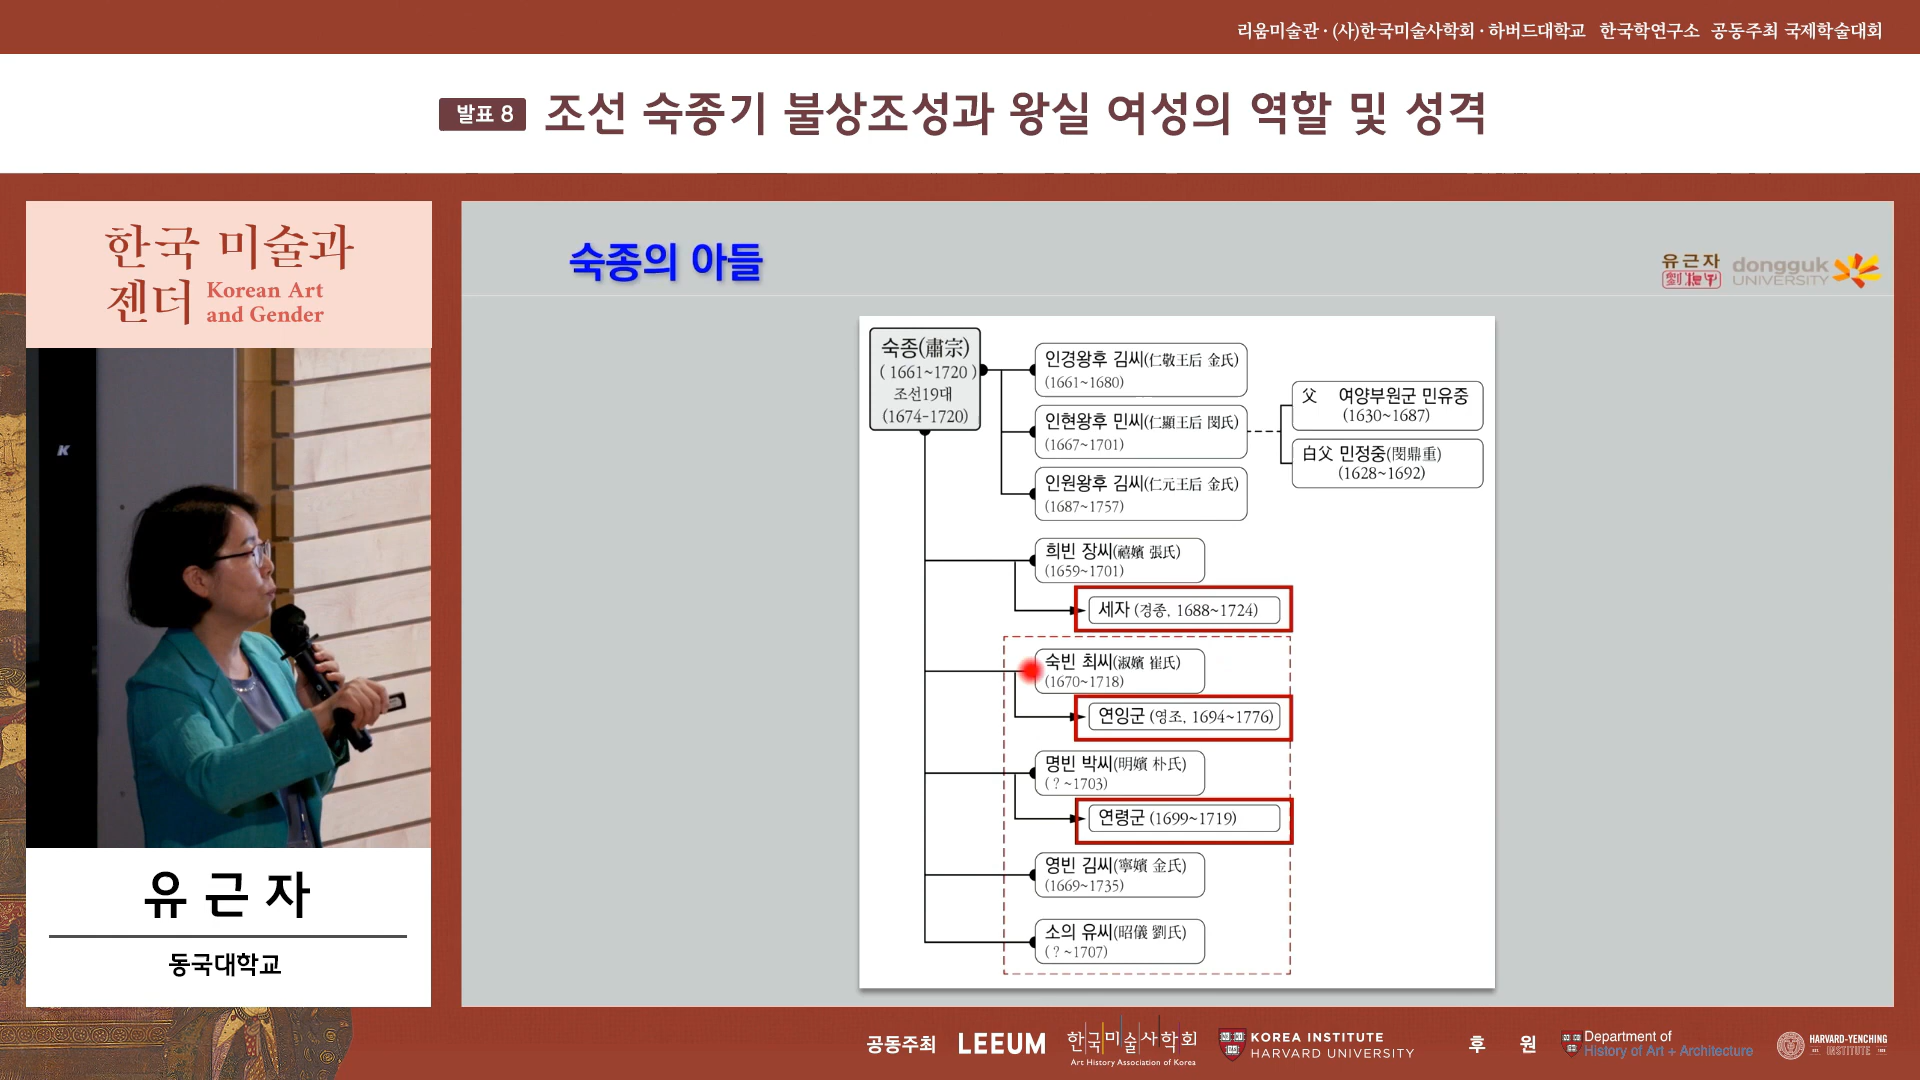 리움미술관 · (사)한국미술사학회 · 하버드대학교 한국학연구소 공동주최 국제학술대회
발표 8 조선 숙종기 불상조성과 왕실 여성의 역할 및 성격
한국 미술과
젠더 Korean Art
and Gender
K
유근자
동국대학교
숙종의 아들
유근자
dongguk
UNIVERSITY
숙종(肅宗)
( 1661~1720 )
조선19대
(1674-1720)
인경왕후 김씨(仁敬王后 金氏)
(1661~1680)
인현왕후 민씨(仁顯王后 閔氏)
(1667~1701)
인원왕후 김씨(仁元王后 金氏)
(1687~1757)
父 여양부원군 민유중
(1630~1687)
白父 민정중(閔鼎重)
(1628~1692)
희빈 장씨(禧嬪 張氏)
(1659~1701)
세자 (경종, 1688~1724)
숙빈 최씨(淑嬪 崔氏)
(1670~1718)
연잉군 (영조, 1694~1776)
명빈 박씨(明嬪 朴氏)
( ? ~1703)
연령군 (1699~1719)
영빈 김씨(寧嬪 金氏)
(1669~1735)
소의 유씨(昭儀 劉氏)
( ? ~1707)
공동주최 LEEUM
한국미술사학회
Art History Association of Korea
KOREA INSTITUTE
HARVARD UNIVERSITY
후 원
Department of
History of Art + Architecture
HARVARD-YENCHING
INSTITUTE